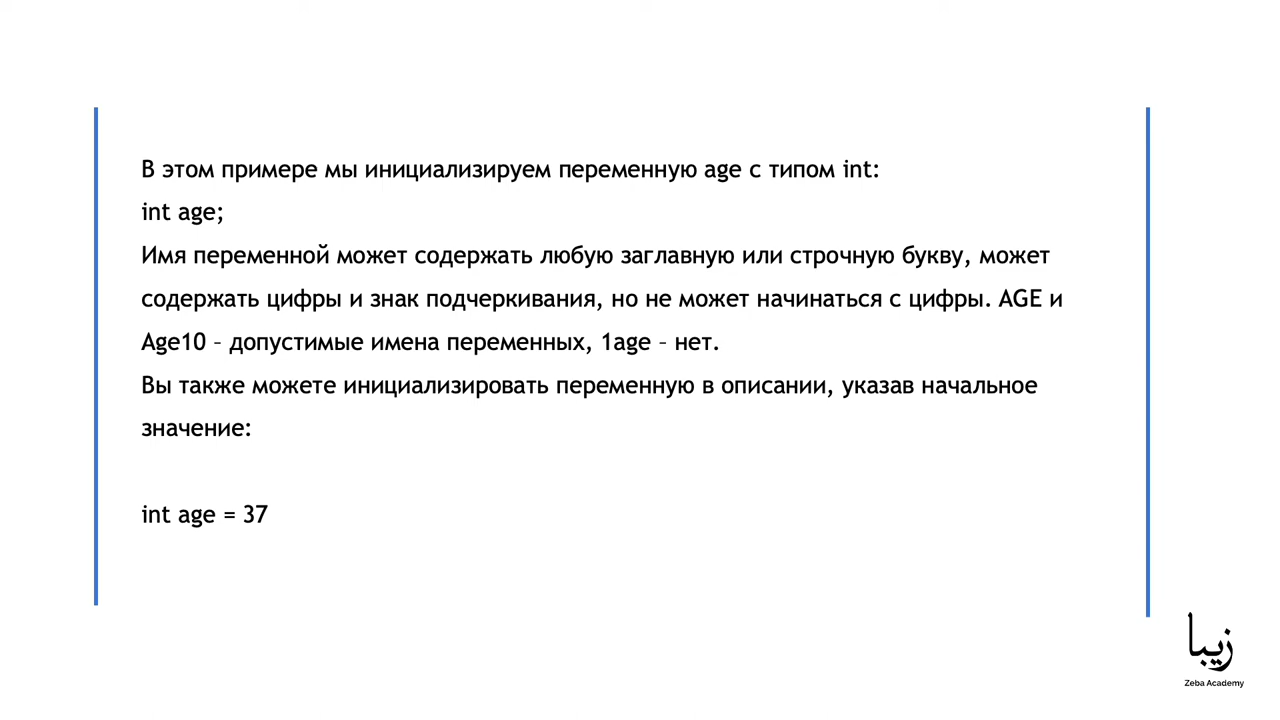 В этом примере мы инициализируем переменную age с типом int:
int age;
Имя переменной может содержать любую заглавную или строчную букву, может
содержать цифры и знак подчеркивания, но не может начинаться с цифры. AGE и
Age10 – допустимые имена переменных, 1age – нет.
Вы также можете инициализировать переменную в описании, указав начальное
значение:
int age = 37
زيبا
Zeba Academy